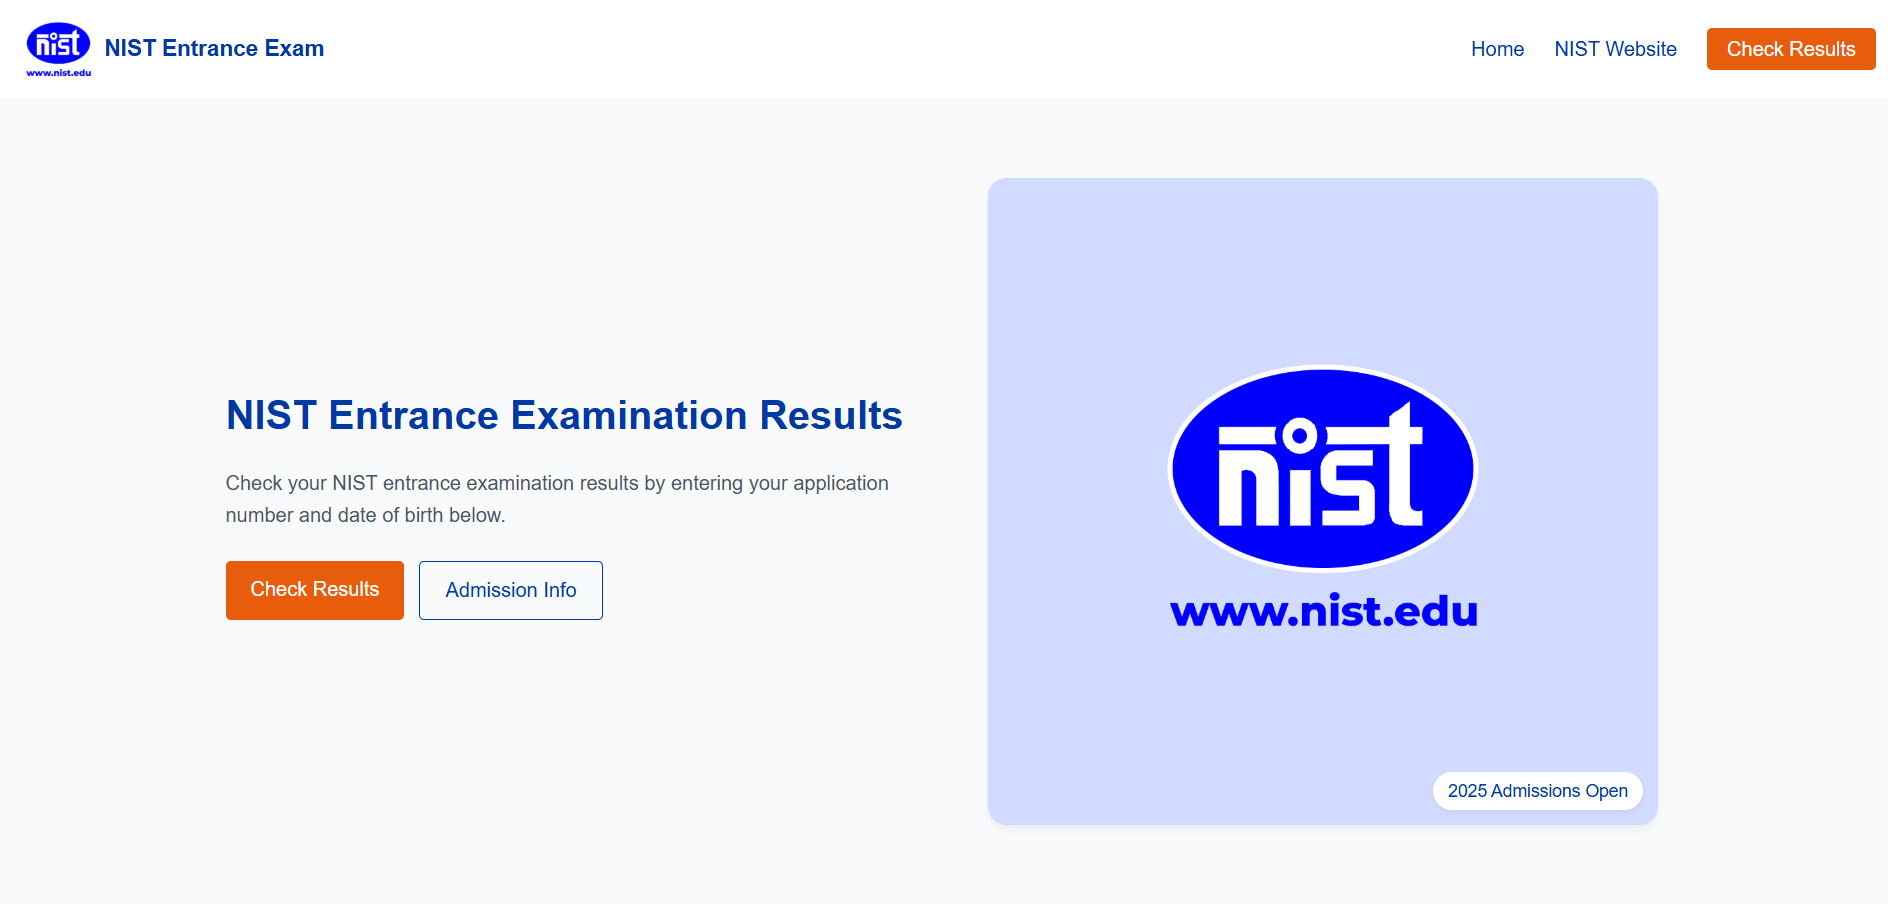 nist
www.nist.edu
NIST Entrance Exam
Home
NIST Website
Check Results
NIST Entrance Examination Results
Check your NIST entrance examination results by entering your application
number and date of birth below.
Check Results
Admission Info
nist
www.nist.edu
2025 Admissions Open